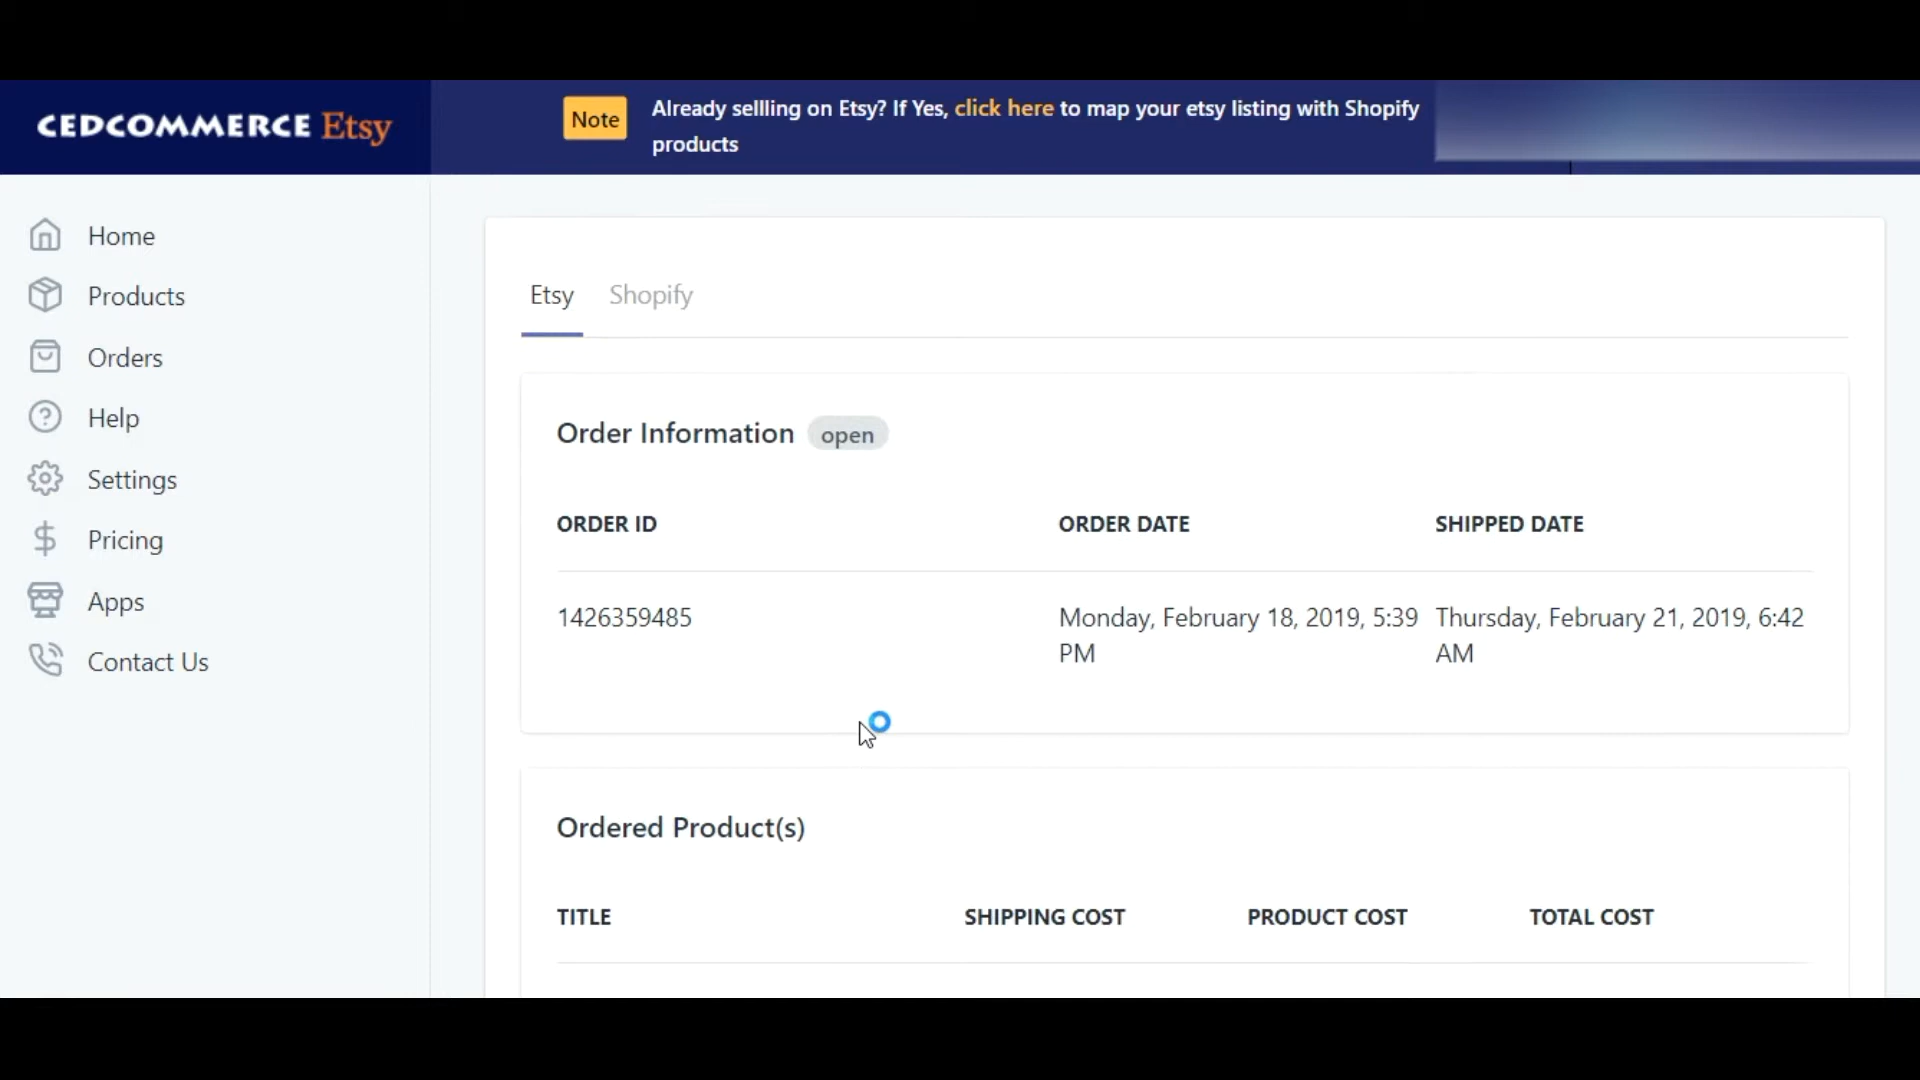 CEDCOMMERCE Etsy
Note
Already sellling on Etsy? If Yes, click here to map your etsy listing with Shopify
products
Home
Products
Orders
Help
Settings
Pricing
Apps
Contact Us
Etsy Shopify
Order Information open
ORDER ID ORDER DATE SHIPPED DATE
1426359485 Monday, February 18, 2019, 5:39 Thursday, February 21, 2019, 6:42
PM AM
Ordered Product(s)
TITLE SHIPPING COST PRODUCT COST TOTAL COST